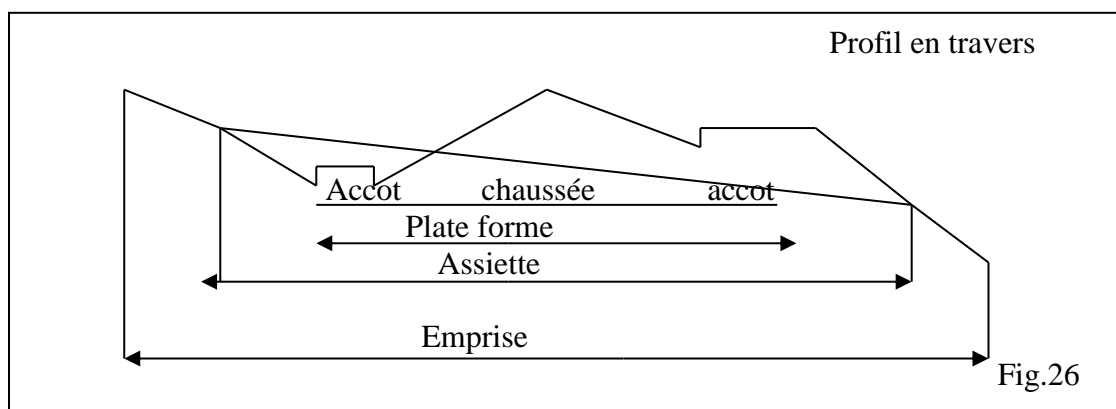 Profil en travers
Accot chaussée accot
Plate forme
Assiette
Emprise
Fig.26